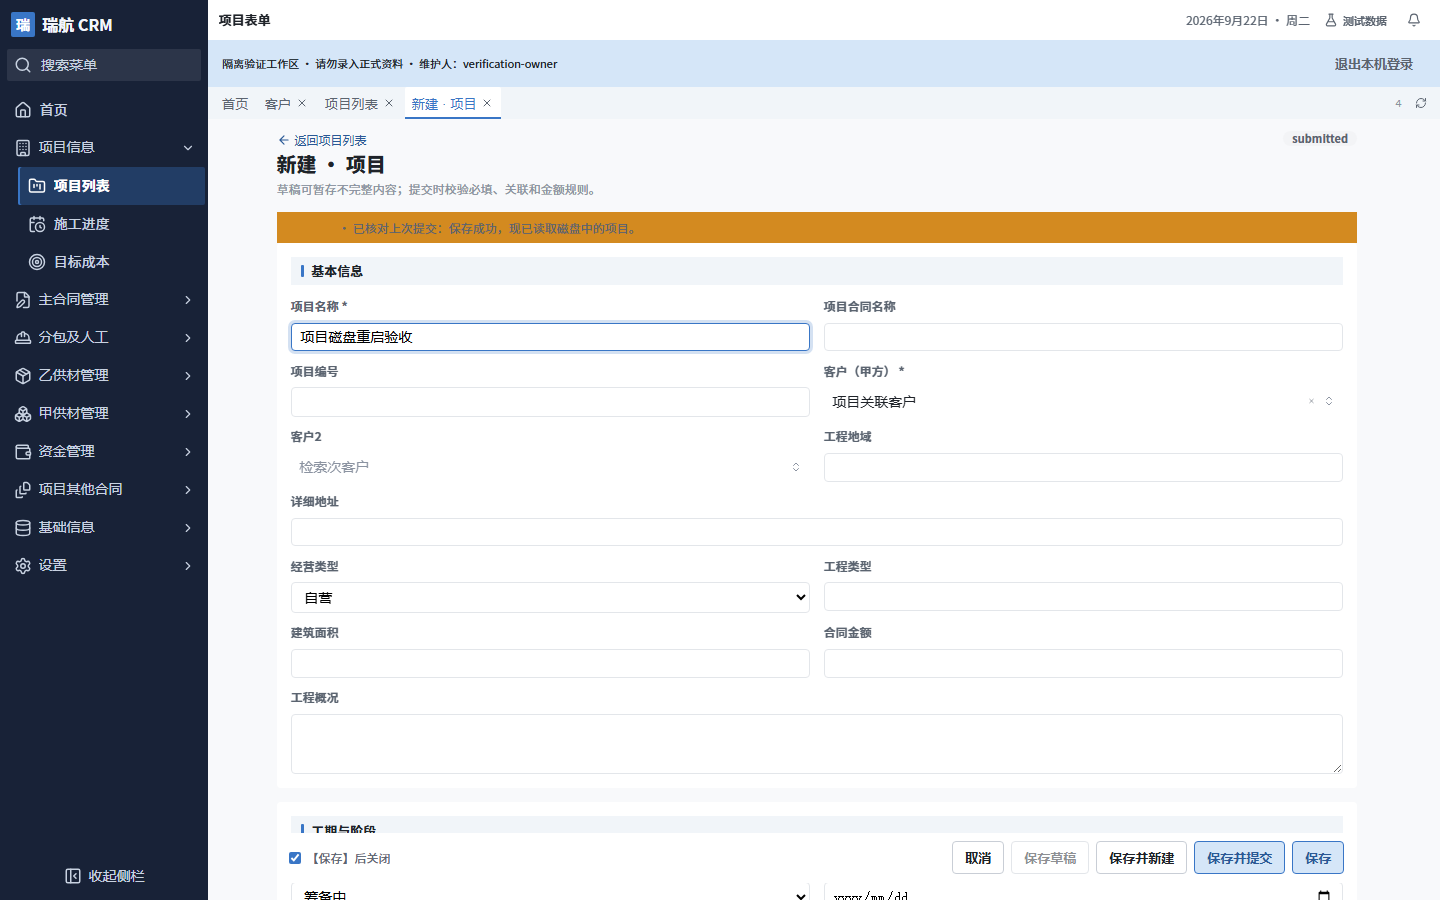 瑞 瑞航 CRM
搜索菜单
首页
项目信息
项目列表
施工进度
目标成本
主合同管理
分包及人工
乙供材管理
甲供材管理
资金管理
项目其他合同
基础信息
设置
收起侧栏
项目表单
2026年9月22日 • 周二 测试数据
隔离验证工作区 • 请勿录入正式资料 • 维护人：verification-owner
退出本机登录
首页 客户 × 项目列表 × 新建 · 项目 ×
4
← 返回项目列表
submitted
新建 • 项目
草稿可暂存不完整内容；提交时校验必填、关联和金额规则。
• 已核对上次提交：保存成功，现已读取磁盘中的项目。
基本信息
项目名称 * 项目合同名称
项目磁盘重启验收
项目编号 客户（甲方） *
项目关联客户 ×
客户2 工程地域
检索次客户
详细地址
经营类型 工程类型
自营
建筑面积 合同金额
工程概况
工期与阶段
【保存】后关闭
取消 保存草稿 保存并新建 保存并提交 保存
筹备中 yyyy/mm/dd